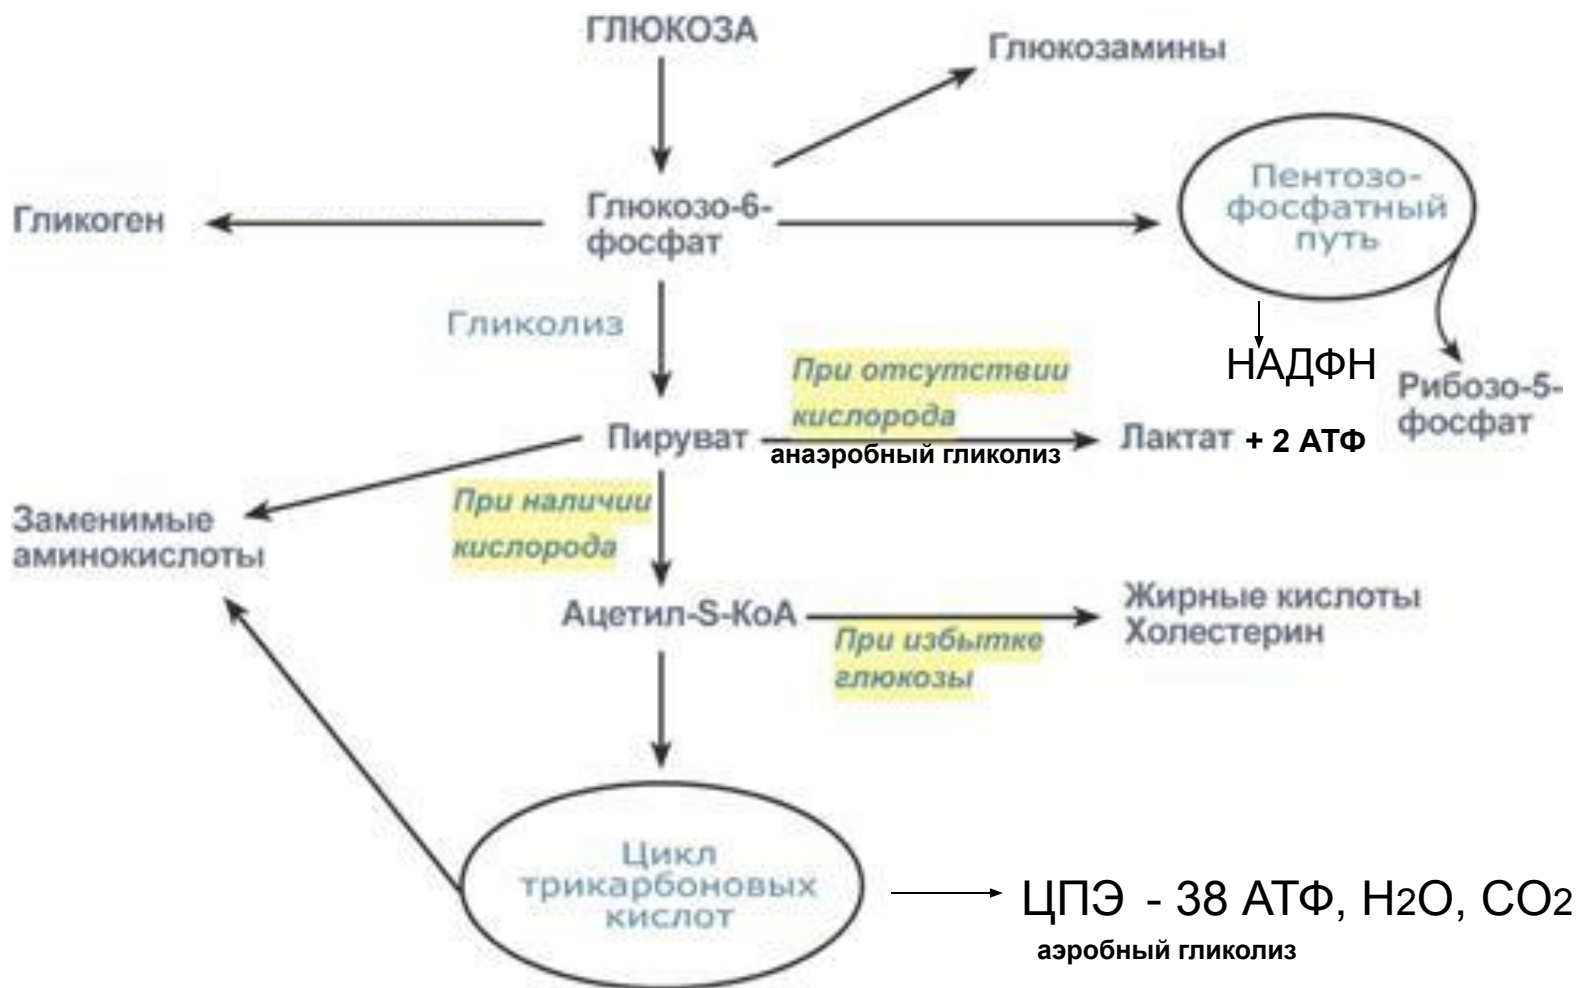 ГЛЮКОЗА
Глюкозамины
Гликоген
Глюкозо-6-
фосфат
Пентозо-
фосфатный
путь
Гликолиз
НАДФН
Рибозо-5-
фосфат
При отсутствии
кислорода
Пируват
анаэробный гликолиз
Лактат + 2 АТФ
При наличии
кислорода
Заменимые
аминокислоты
Ацетил-S-КоА
При избытке
глюкозы
Жирные кислоты
Холестерин
Цикл
трикарбоновых
кислот
ЦПЭ - 38 АТФ, Н2О, СО2
аэробный гликолиз